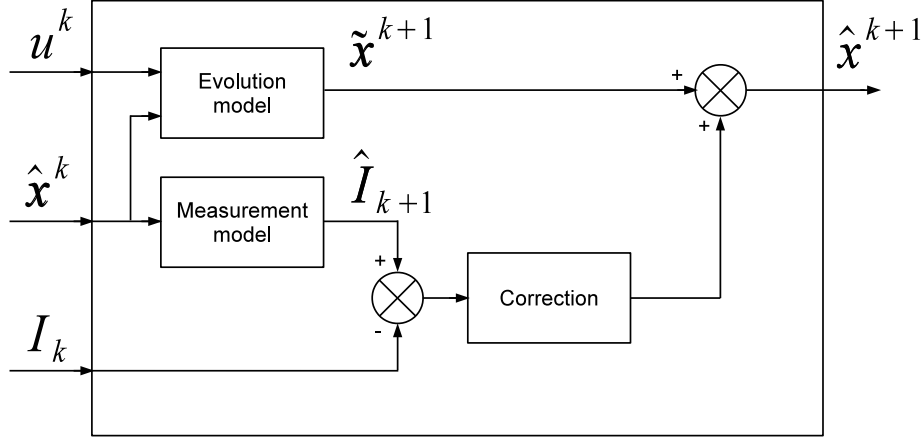 u^k
Evolution model
x̃^{k+1}
+
+
x̂^{k+1}
x̂^k
Measurement model
Î_{k+1}
+
-
Correction
I_k